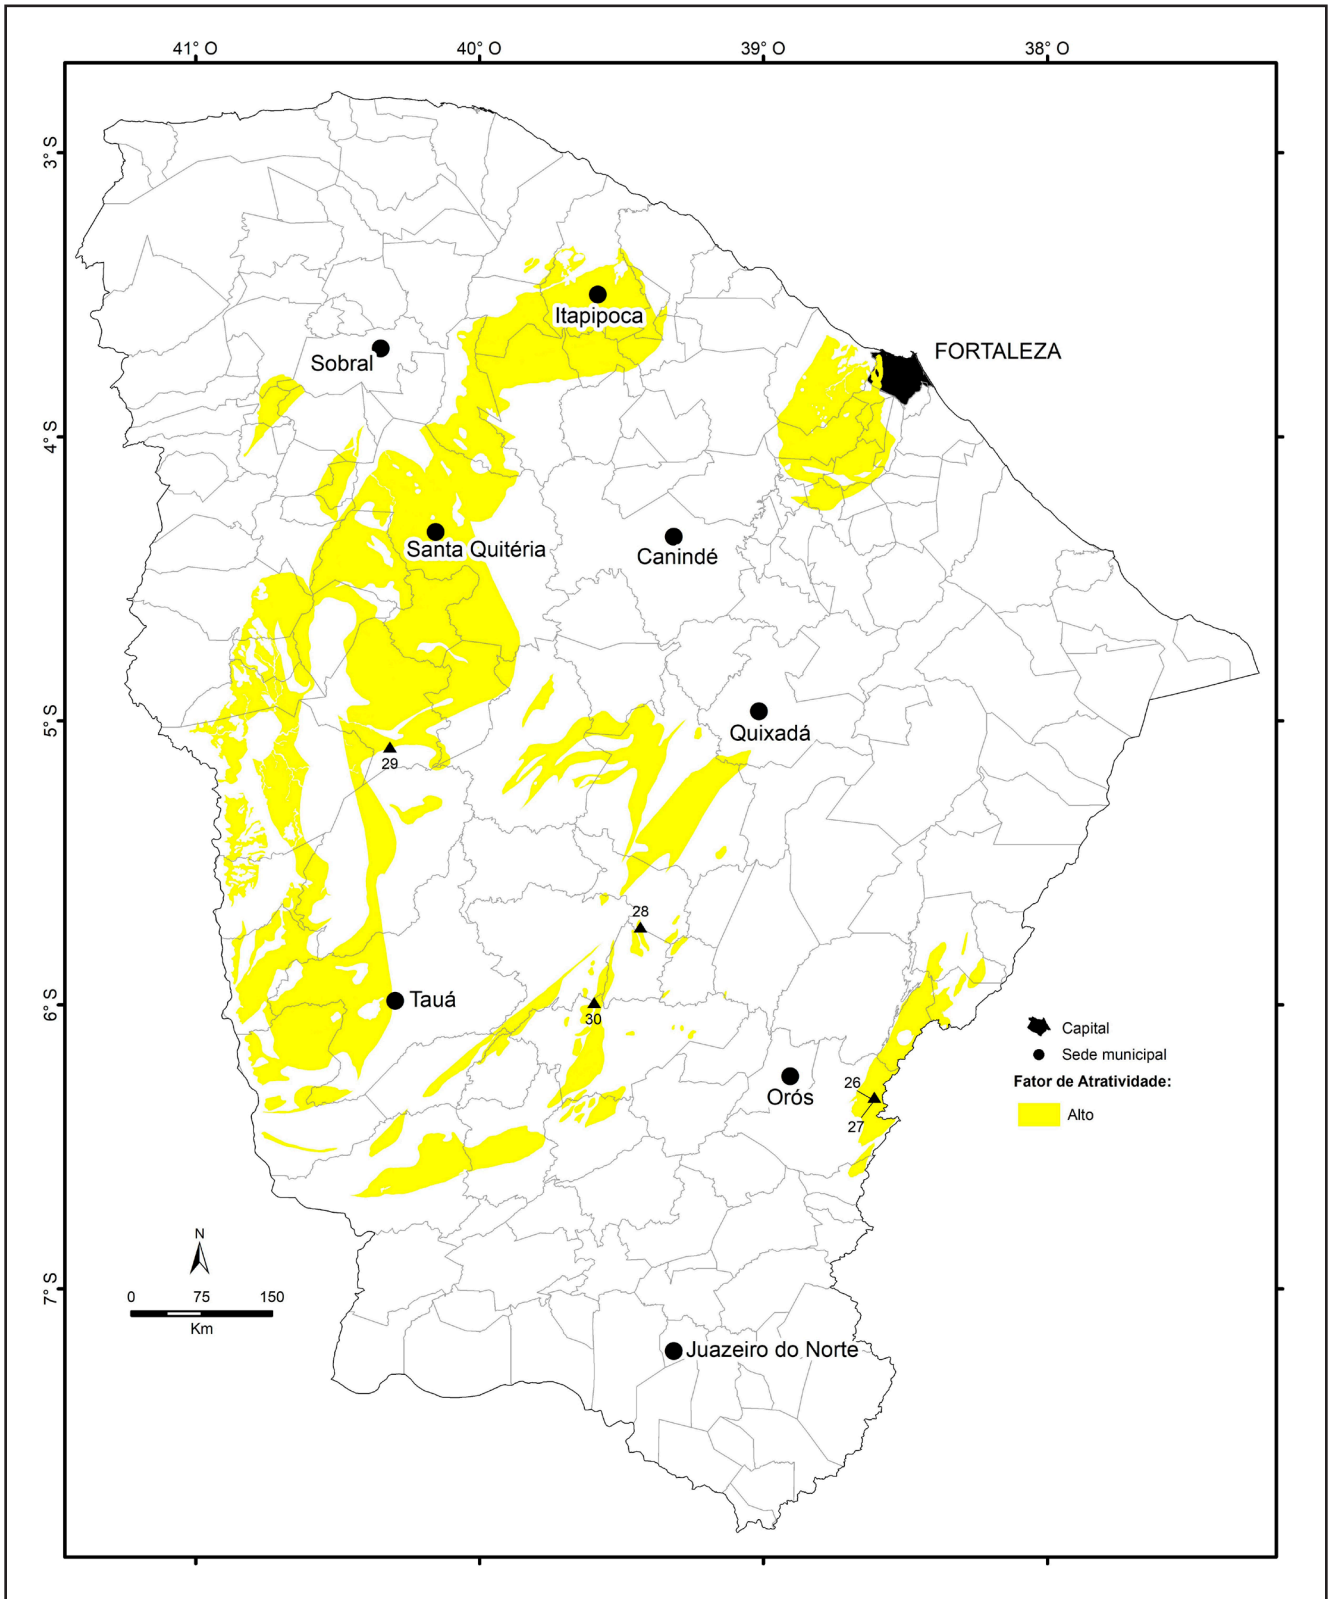 41° O
40° O
39° O
38° O
3° S
4° S
5° S
6° S
7° S
Itapipoca
Sobral
FORTALEZA
Santa Quitéria
Canindé
Quixadá
29
28
Tauá
30
Orós
26
27
Capital
Sede municipal
Fator de Atratividade:
Alto
N
0 75 150
Km
Juazeiro do Norte